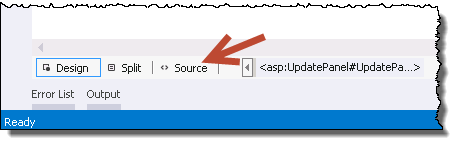 Design Split Source <asp:UpdatePanel#UpdatePa...>
Error List Output
Ready